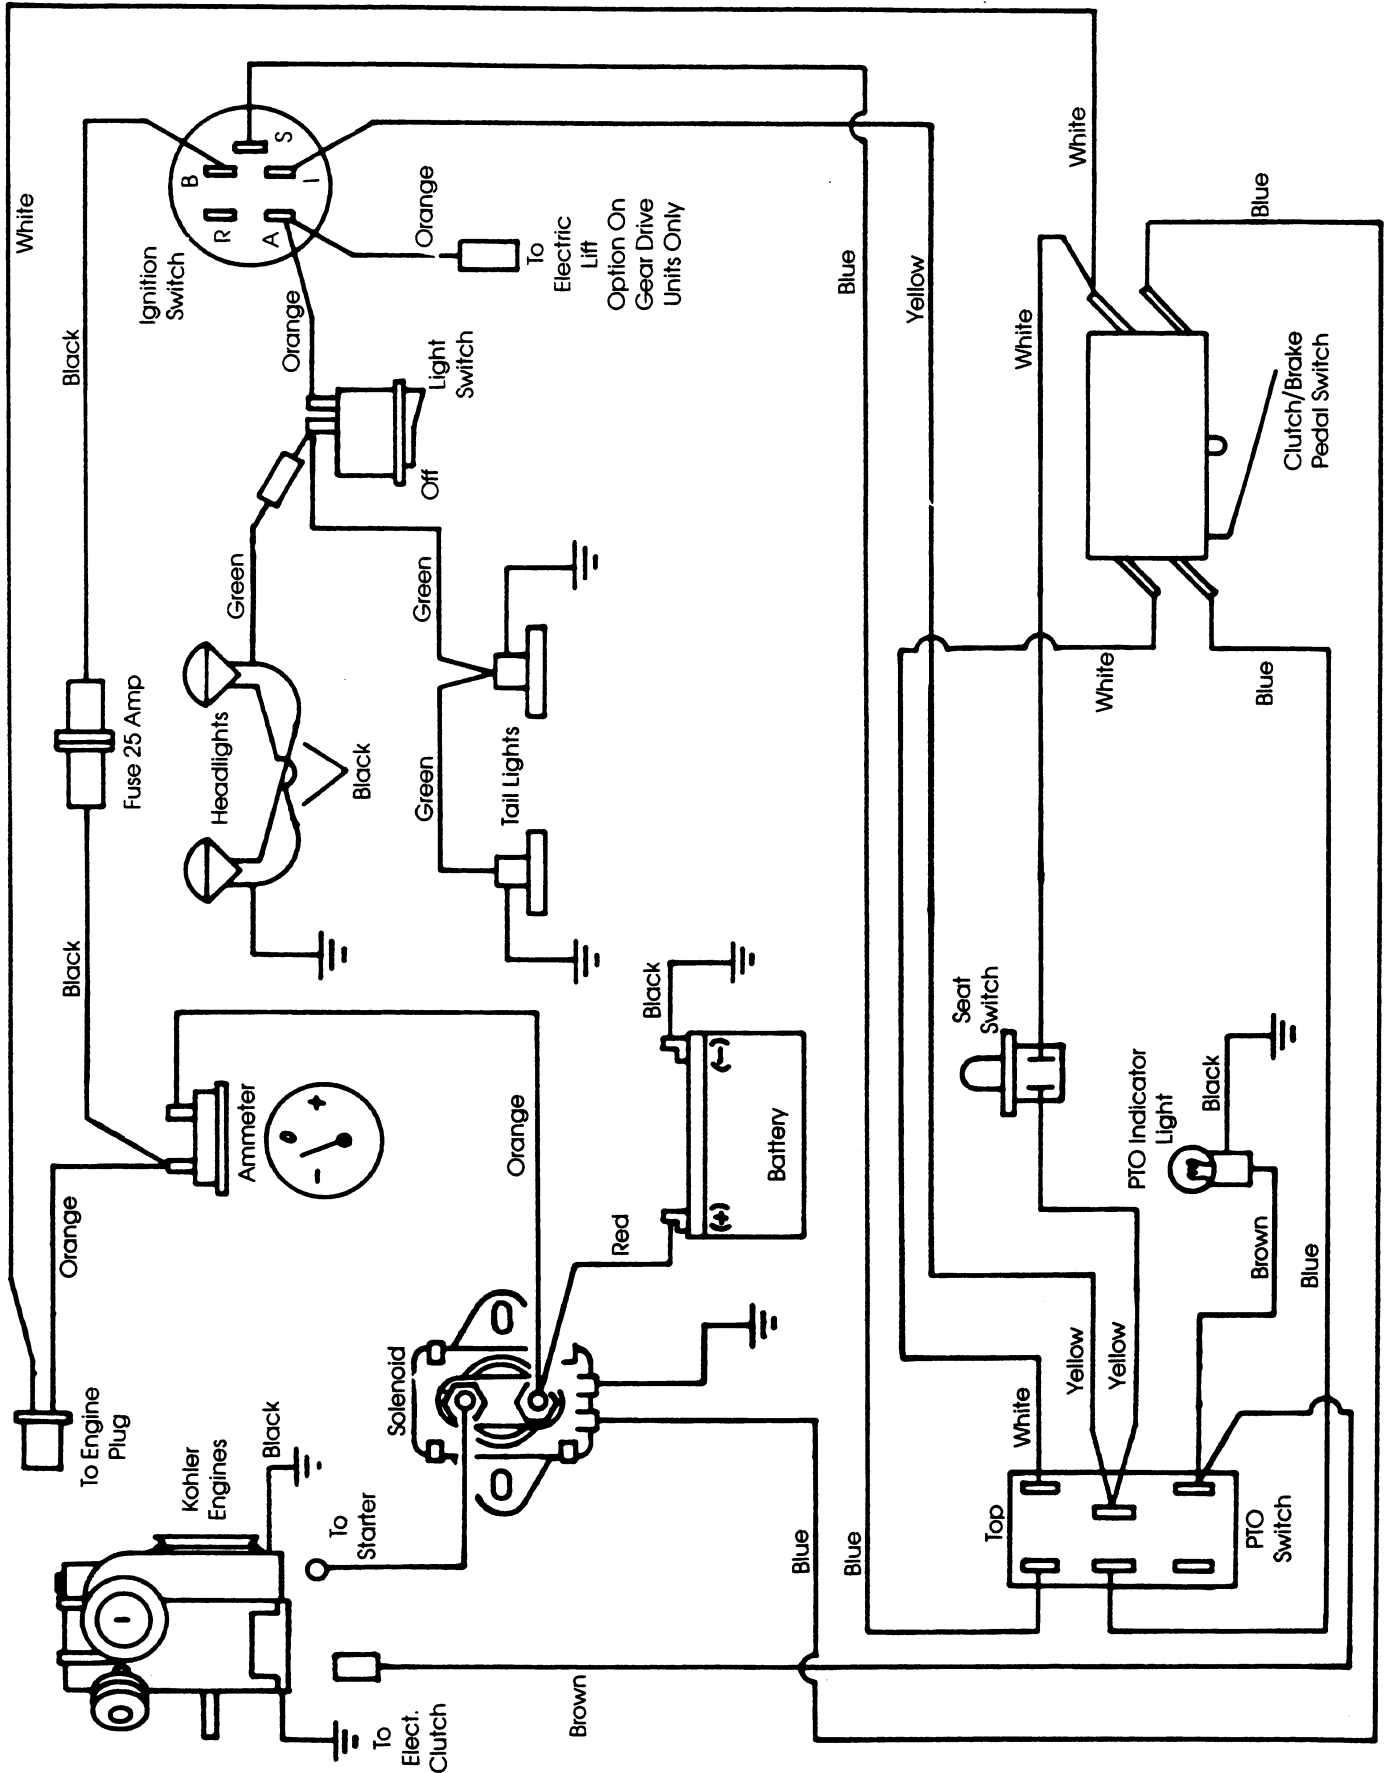 White
Black
Ignition
Switch
B
S
R
I
A
Orange
Orange
To
Electric
Lift
Option On
Gear Drive
Units Only
Light
Switch
Off
Green
Green
Green
Headlights
Black
Tail Lights
Fuse 25 Amp
Black
Ammeter
0
+
−
Orange
Orange
To Engine
Plug
Kohler
Engines
Black
To
Starter
Solenoid
Red
Battery
(+)
(−)
Black
Blue
Yellow
White
White
Blue
Clutch/Brake
Pedal Switch
White
Blue
Seat
Switch
PTO Indicator
Light
Black
Brown
Blue
Yellow
Yellow
White
Top
PTO
Switch
Blue
Blue
Brown
To
Elect.
Clutch